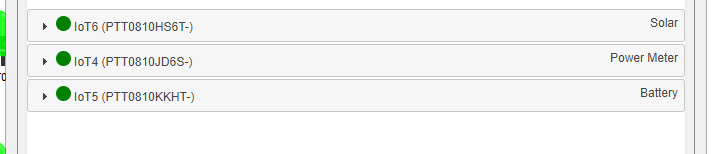 IoT6 (PTT0810HS6T-) Solar
IoT4 (PTT0810JD6S-) Power Meter
IoT5 (PTT0810KKHT-) Battery